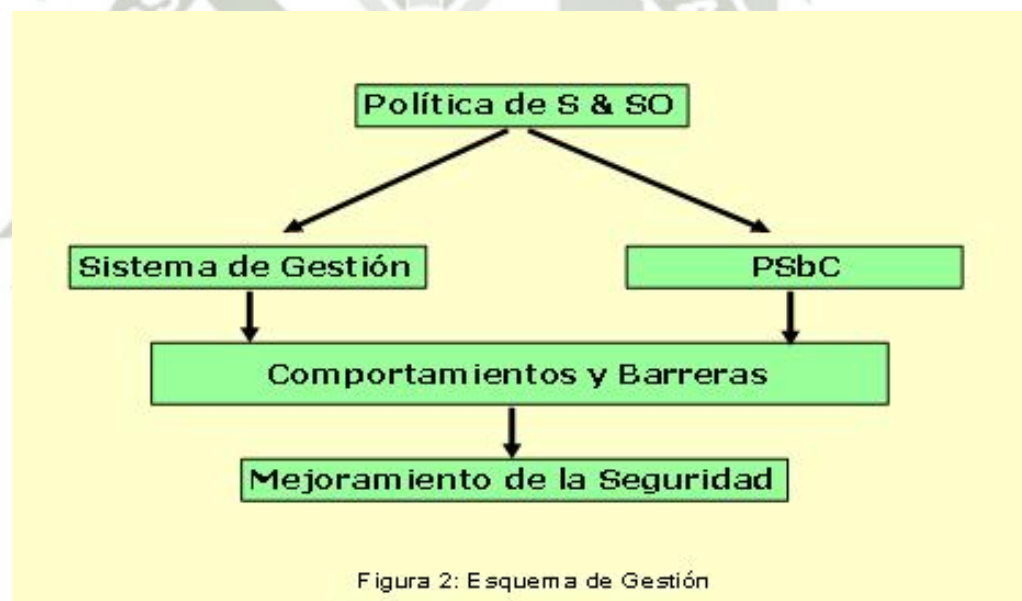 Política de S & SO
Sistema de Gestión
PSbC
Comportamientos y Barreras
Mejoramiento de la Seguridad
Figura 2: Esquema de Gestión